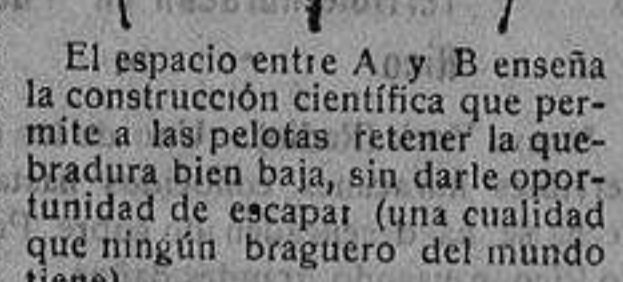 El espacio entre A y B enseña
la construcción científica que per-
mite a las pelotas retener la que-
bradura bien baja, sin darle opor-
tunidad de escapar (una cualidad
que ningún braguero del mundo
tiene)